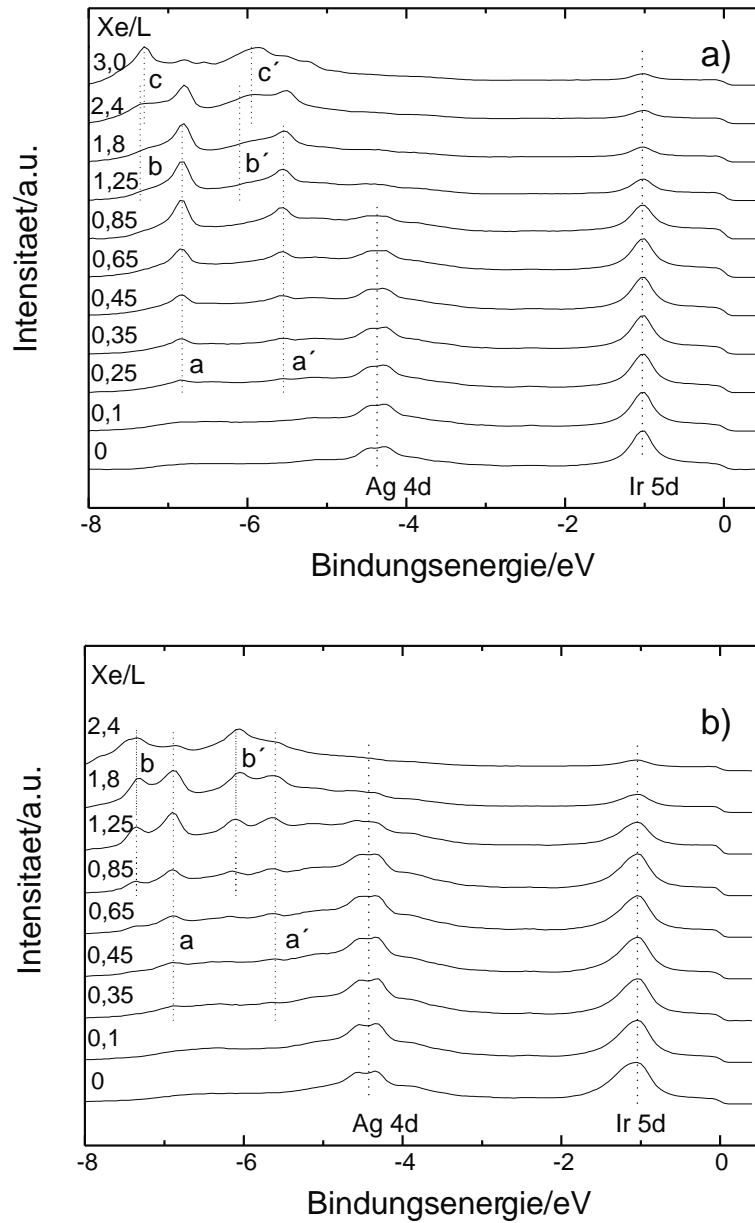 Xe/L
a)
3,0
c
c´
2,4
1,8
b
b´
1,25
0,85
0,65
0,45
0,35
a
a´
0,25
0,1
0
Ag 4d
Ir 5d
-8
-6
-4
-2
0
Bindungsenergie/eV
Intensitaet/a.u.
Xe/L
b)
2,4
b
b´
1,8
1,25
0,85
0,65
a
a´
0,45
0,35
0,1
0
Ag 4d
Ir 5d
-8
-6
-4
-2
0
Bindungsenergie/eV
Intensitaet/a.u.